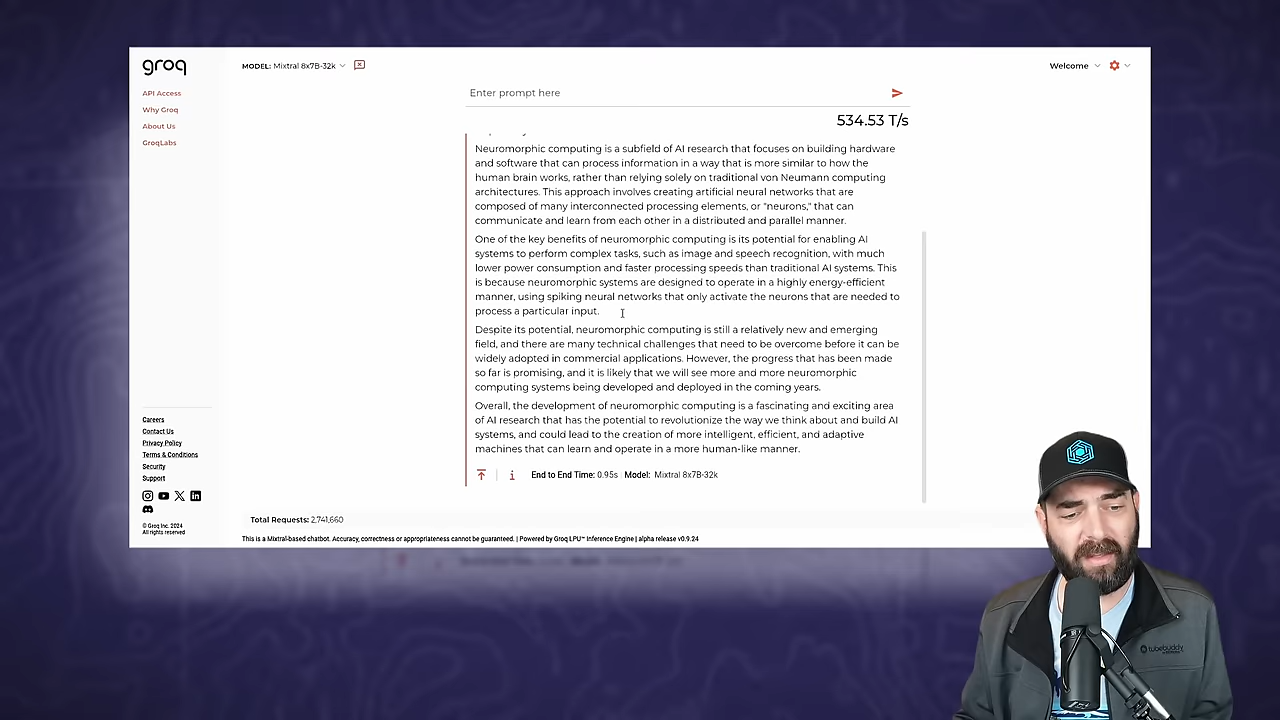 groq
MODEL: Mixtral 8x7B-32k
Welcome
API Access
Why Groq
About Us
GroqLabs
Enter prompt here
534.53 T/s
Neuromorphic computing is a subfield of AI research that focuses on building hardware
and software that can process information in a way that is more similar to how the
human brain works, rather than relying solely on traditional von Neumann computing
architectures. This approach involves creating artificial neural networks that are
composed of many interconnected processing elements, or "neurons," that can
communicate and learn from each other in a distributed and parallel manner.
One of the key benefits of neuromorphic computing is its potential for enabling AI
systems to perform complex tasks, such as image and speech recognition, with much
lower power consumption and faster processing speeds than traditional AI systems. This
is because neuromorphic systems are designed to operate in a highly energy-efficient
manner, using spiking neural networks that only activate the neurons that are needed to
process a particular input.
Despite its potential, neuromorphic computing is still a relatively new and emerging
field, and there are many technical challenges that need to be overcome before it can be
widely adopted in commercial applications. However, the progress that has been made
so far is promising, and it is likely that we will see more and more neuromorphic
computing systems being developed and deployed in the coming years.
Overall, the development of neuromorphic computing is a fascinating and exciting area
of AI research that has the potential to revolutionize the way we think about and build AI
systems, and could lead to the creation of more intelligent, efficient, and adaptive
machines that can learn and operate in a more human-like manner.
End to End Time: 0.95s Model: Mixtral 8x7B-32k
Careers
Contact Us
Privacy Policy
Terms & Conditions
Security
Support
© Groq Inc. 2024
All rights reserved
Total Requests: 2,741,660
This is a Mixtral-based chatbot. Accuracy, correctness or appropriateness cannot be guaranteed. | Powered by Groq LPU™ Inference Engine | alpha release v0.9.24
tubebuddy